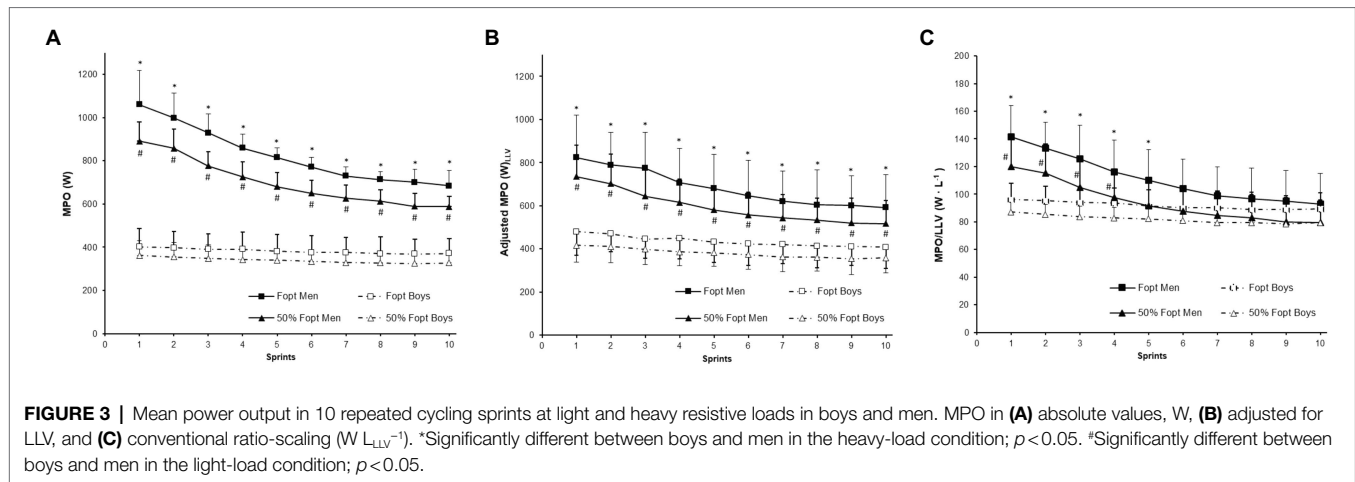 A
B
C
MPO (W)
1200
1000
800
600
400
200
0
* * * * * * * * * *
# # # # # # # # # #
Fopt Men
Fopt Boys
50% Fopt Men
50% Fopt Boys
0 1 2 3 4 5 6 7 8 9 10
Sprints
Adjusted MPO (W)LLV
1200
1000
800
600
400
200
0
* * * * * * * * * *
# # # # # # # # # #
Fopt Men
Fopt Boys
50% Fopt Men
50% Fopt Boys
0 1 2 3 4 5 6 7 8 9 10
Sprints
MPO/LLV (W · L-1)
200
180
160
140
120
100
80
60
40
20
0
* * * * *
# # # #
Fopt Men
Fopt Boys
50% Fopt Men
50% Fopt Boys
0 1 2 3 4 5 6 7 8 9 10
Sprints
FIGURE 3 | Mean power output in 10 repeated cycling sprints at light and heavy resistive loads in boys and men. MPO in (A) absolute values, W, (B) adjusted for
LLV, and (C) conventional ratio-scaling (W LLLV−1). *Significantly different between boys and men in the heavy-load condition; p<0.05. #Significantly different between
boys and men in the light-load condition; p<0.05.